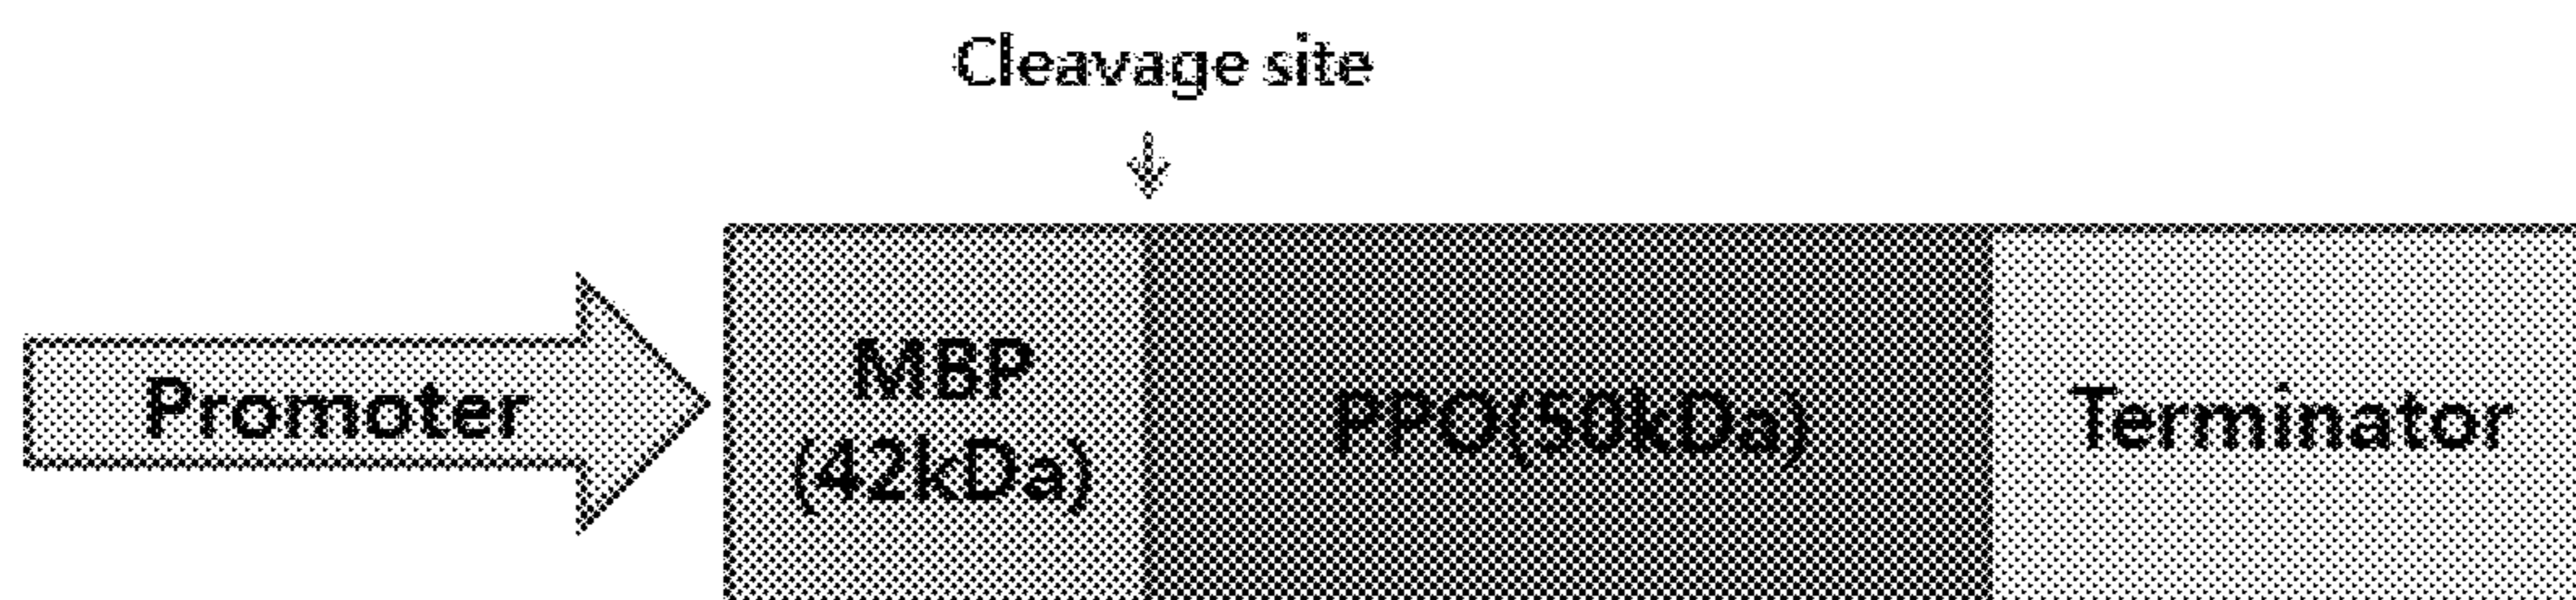 Cleavage site
Promoter
MBP
(42kDa)
PPO(50kDa)
Terminator